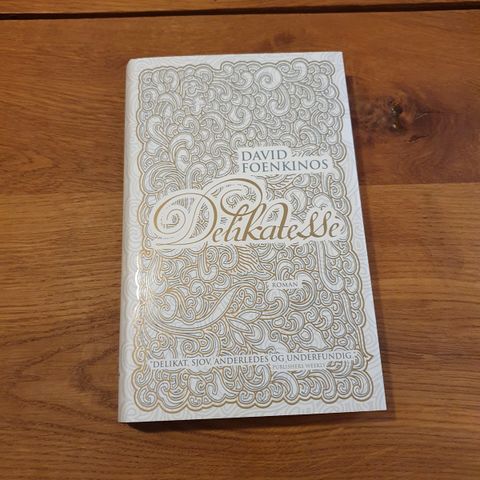 DAVID
FOENKINOS
Delikatesse
ROMAN
"DELIKAT, SJOV, ANDERLEDES OG UNDERFUNDIG."
PUBLISHERS WEEKLY